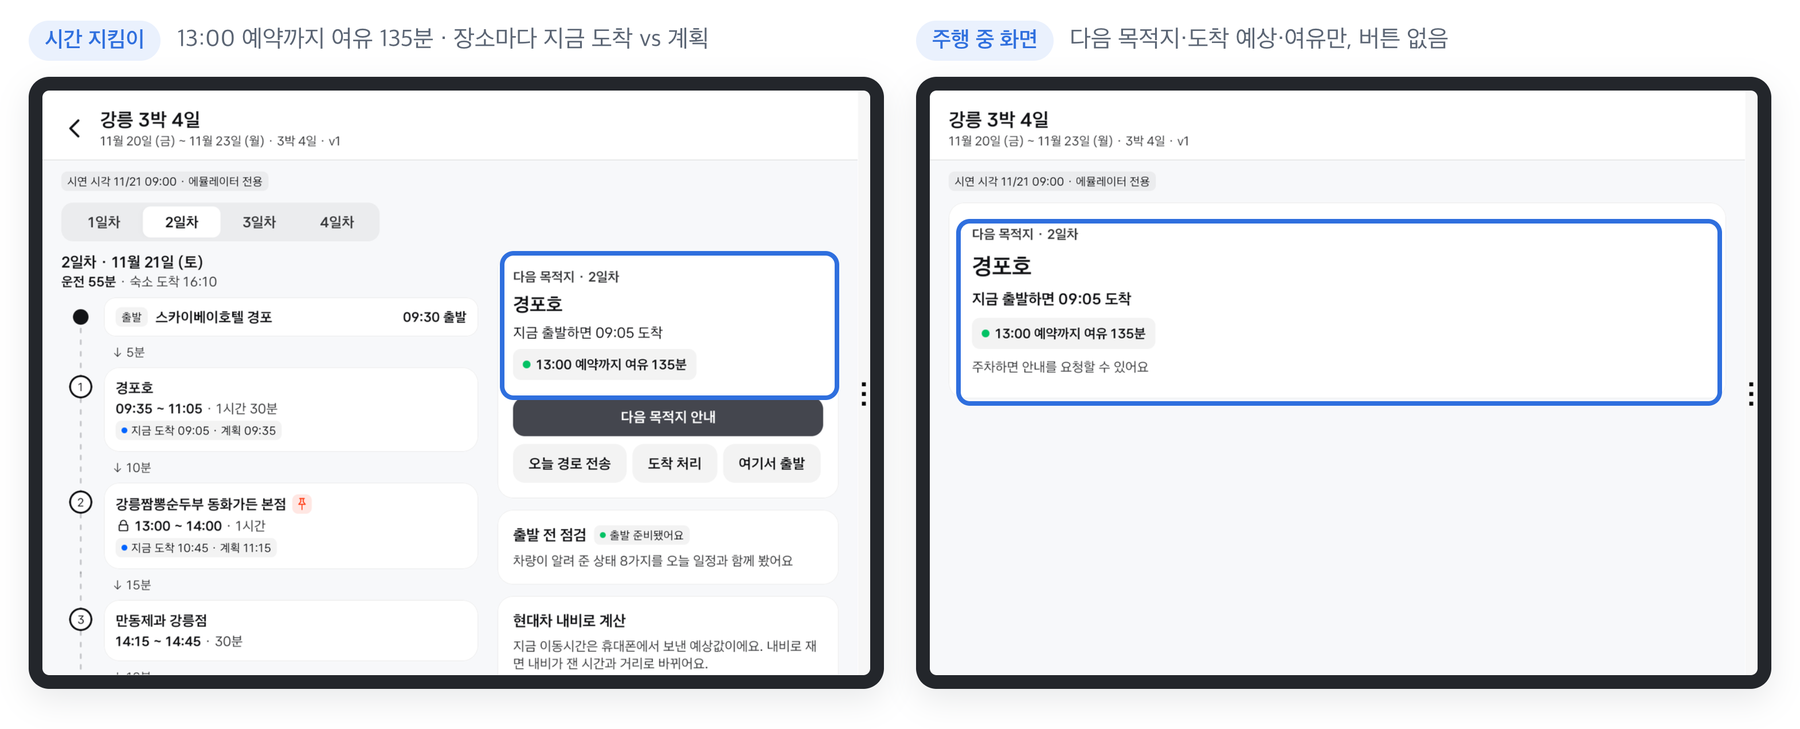 시간 지킴이 13:00 예약까지 여유 135분 · 장소마다 지금 도착 vs 계획
강릉 3박 4일
11월 20일 (금) ~ 11월 23일 (월) · 3박 4일 · v1
시연 시각 11/21 09:00 · 에뮬레이터 전용
1일차 2일차 3일차 4일차
2일차 · 11월 21일 (토)
운전 55분 · 숙소 도착 16:10
출발 스카이베이호텔 경포 09:30 출발
↓ 5분
1 경포호
09:35 ~ 11:05 · 1시간 30분
지금 도착 09:05 · 계획 09:35
↓ 10분
2 강릉짬뽕순두부 동화가든 본점
13:00 ~ 14:00 · 1시간
지금 도착 10:45 · 계획 11:15
↓ 15분
3 만동제과 강릉점
14:15 ~ 14:45 · 30분
다음 목적지 · 2일차
경포호
지금 출발하면 09:05 도착
13:00 예약까지 여유 135분
다음 목적지 안내
오늘 경로 전송 도착 처리 여기서 출발
출발 전 점검 출발 준비됐어요
차량이 알려 준 상태 8가지를 오늘 일정과 함께 봤어요
현대차 내비로 계산
지금 이동시간은 휴대폰에서 보낸 예상값이에요. 내비로 재
면 내비가 잰 시간과 거리로 바뀌어요.
주행 중 화면 다음 목적지·도착 예상·여유만, 버튼 없음
강릉 3박 4일
11월 20일 (금) ~ 11월 23일 (월) · 3박 4일 · v1
시연 시각 11/21 09:00 · 에뮬레이터 전용
다음 목적지 · 2일차
경포호
지금 출발하면 09:05 도착
13:00 예약까지 여유 135분
주차하면 안내를 요청할 수 있어요